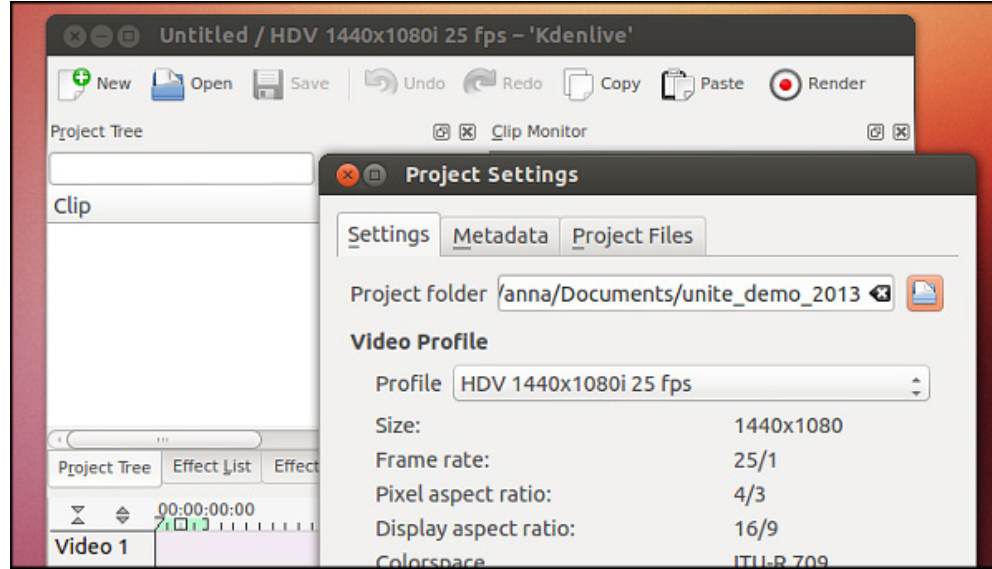 Untitled / HDV 1440x1080i 25 fps – 'Kdenlive'
New Open Save Undo Redo Copy Paste Render
Project Tree Clip Monitor
Clip
Project Settings
Settings Metadata Project Files
Project folder /anna/Documents/unite_demo_2013
Video Profile
Profile HDV 1440x1080i 25 fps
Size: 1440x1080
Frame rate: 25/1
Pixel aspect ratio: 4/3
Display aspect ratio: 16/9
Colorspace ITU-R 709
Project Tree Effect List Effect
00:00:00:00
Video 1